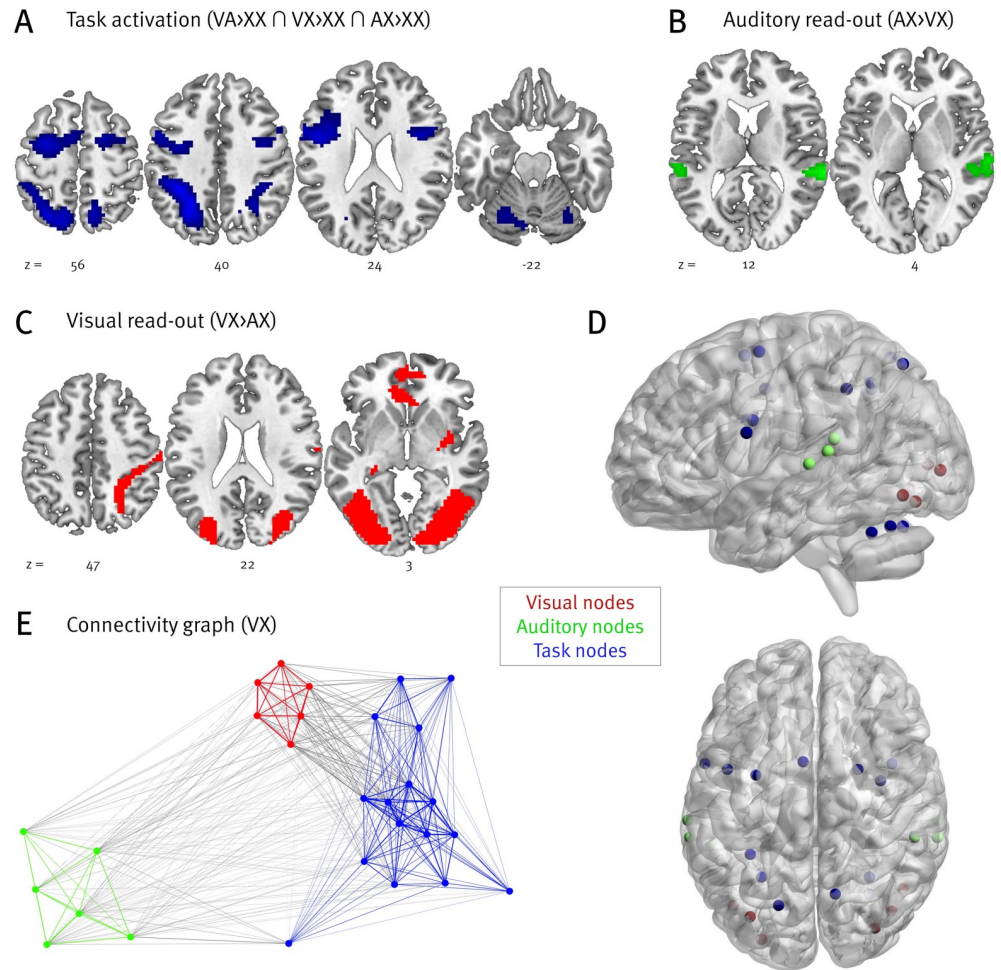 A Task activation (VA›XX ∩ VX›XX ∩ AX›XX)
z = 56 40 24 -22
B Auditory read-out (AX›VX)
z = 12 4
C Visual read-out (VX›AX)
z = 47 22 3
D
Visual nodes
Auditory nodes
Task nodes
E Connectivity graph (VX)